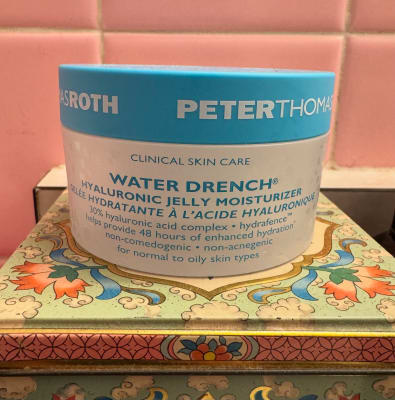 ASROTH PETERTHOMAS
CLINICAL SKIN CARE
WATER DRENCH®
HYALURONIC JELLY MOISTURIZER
GELÉE HYDRATANTE À L'ACIDE HYALURONIQUE
30% hyaluronic acid complex • hydrafence™
helps provide 48 hours of enhanced hydration
non-comedogenic • non-acnegenic
for normal to oily skin types